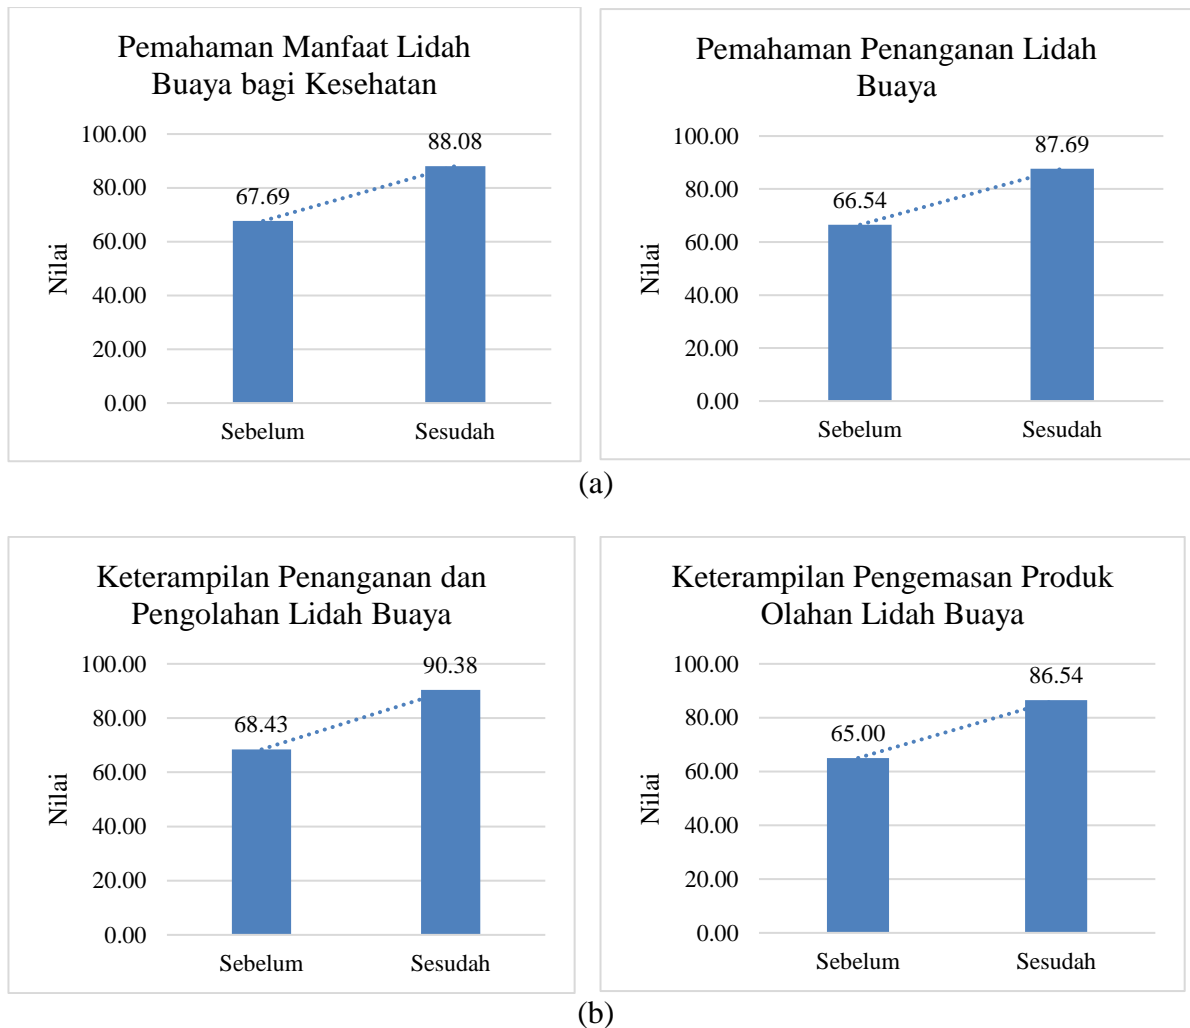 Pemahaman Manfaat Lidah
Buaya bagi Kesehatan
100.00
80.00
60.00
40.00
20.00
0.00
Nilai
67.69
88.08
Sebelum
Sesudah
Pemahaman Penanganan Lidah
Buaya
100.00
80.00
60.00
40.00
20.00
0.00
Nilai
66.54
87.69
Sebelum
Sesudah
(a)
Keterampilan Penanganan dan
Pengolahan Lidah Buaya
100.00
80.00
60.00
40.00
20.00
0.00
Nilai
68.43
90.38
Sebelum
Sesudah
Keterampilan Pengemasan Produk
Olahan Lidah Buaya
100.00
80.00
60.00
40.00
20.00
0.00
Nilai
65.00
86.54
Sebelum
Sesudah
(b)